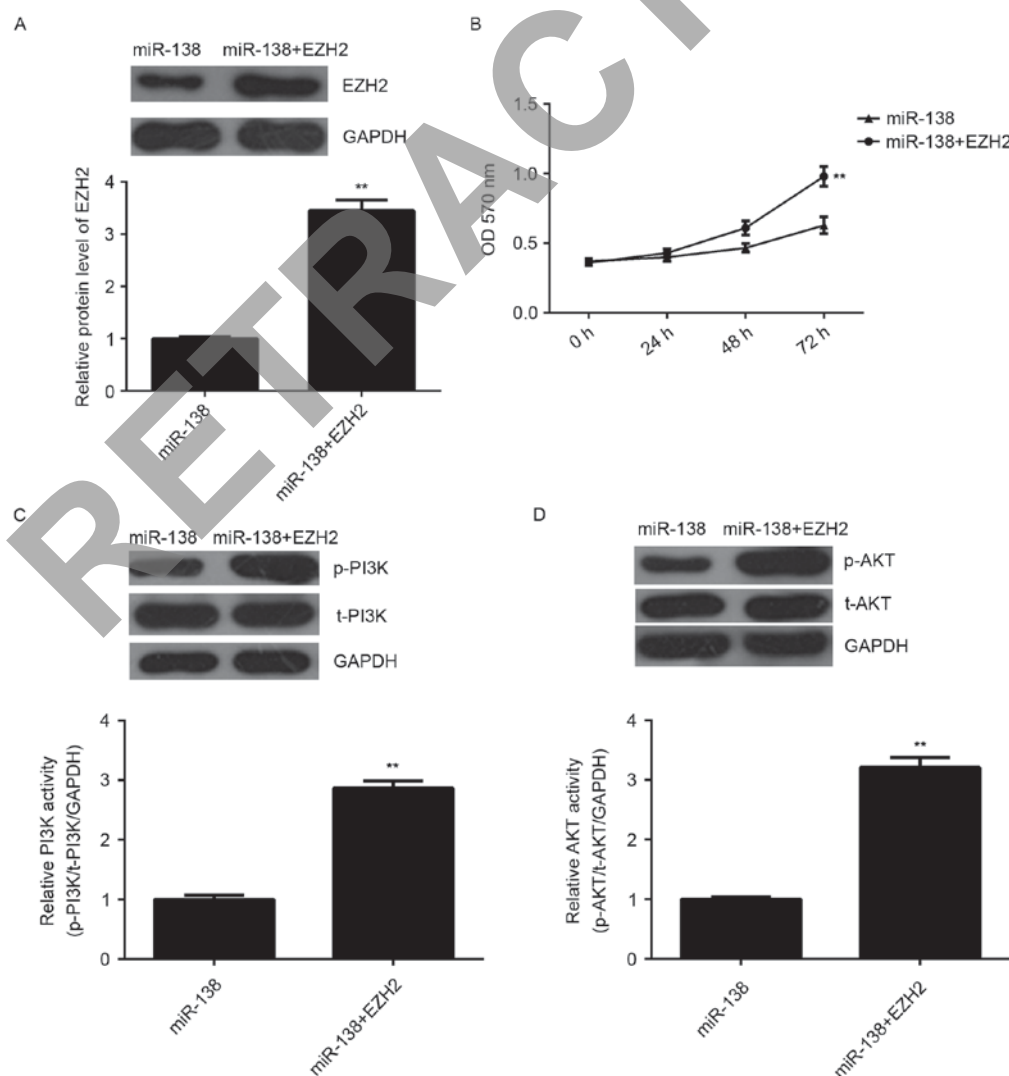 A
miR-138 miR-138+EZH2
EZH2
GAPDH
Relative protein level of EZH2
4
3
2
1
0
**
miR-138
miR-138+EZH2
B
OD 570 nm
1.5
1.0
0.5
0.0
miR-138
miR-138+EZH2
**
0 h
24 h
48 h
72 h
C
miR-138 miR-138+EZH2
p-PI3K
t-PI3K
GAPDH
Relative PI3K activity
(p-PI3K/t-PI3K/GAPDH)
4
3
2
1
0
**
miR-138
miR-138+EZH2
D
miR-138 miR-138+EZH2
p-AKT
t-AKT
GAPDH
Relative AKT activity
(p-AKT/t-AKT/GAPDH)
4
3
2
1
0
**
miR-138
miR-138+EZH2
RETRACT